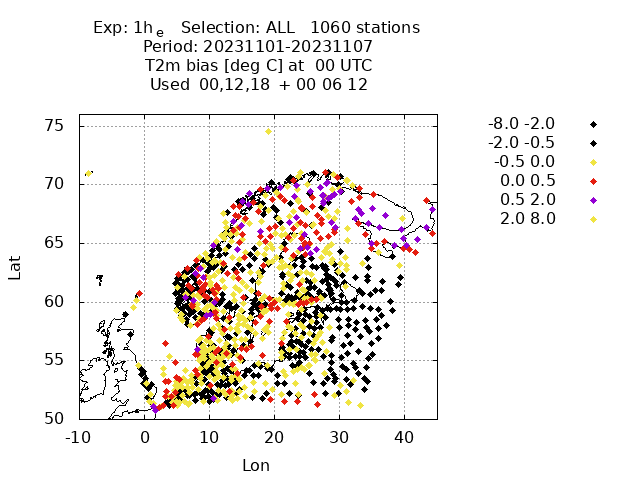 Exp: 1h e Selection: ALL 1060 stations
Period: 20231101-20231107
T2m bias [deg C] at 00 UTC
Used 00,12,18 + 00 06 12
-8.0 -2.0
-2.0 -0.5
-0.5 0.0
0.0 0.5
0.5 2.0
2.0 8.0
75
70
65
60
55
50
Lat
-10 0 10 20 30 40
Lon